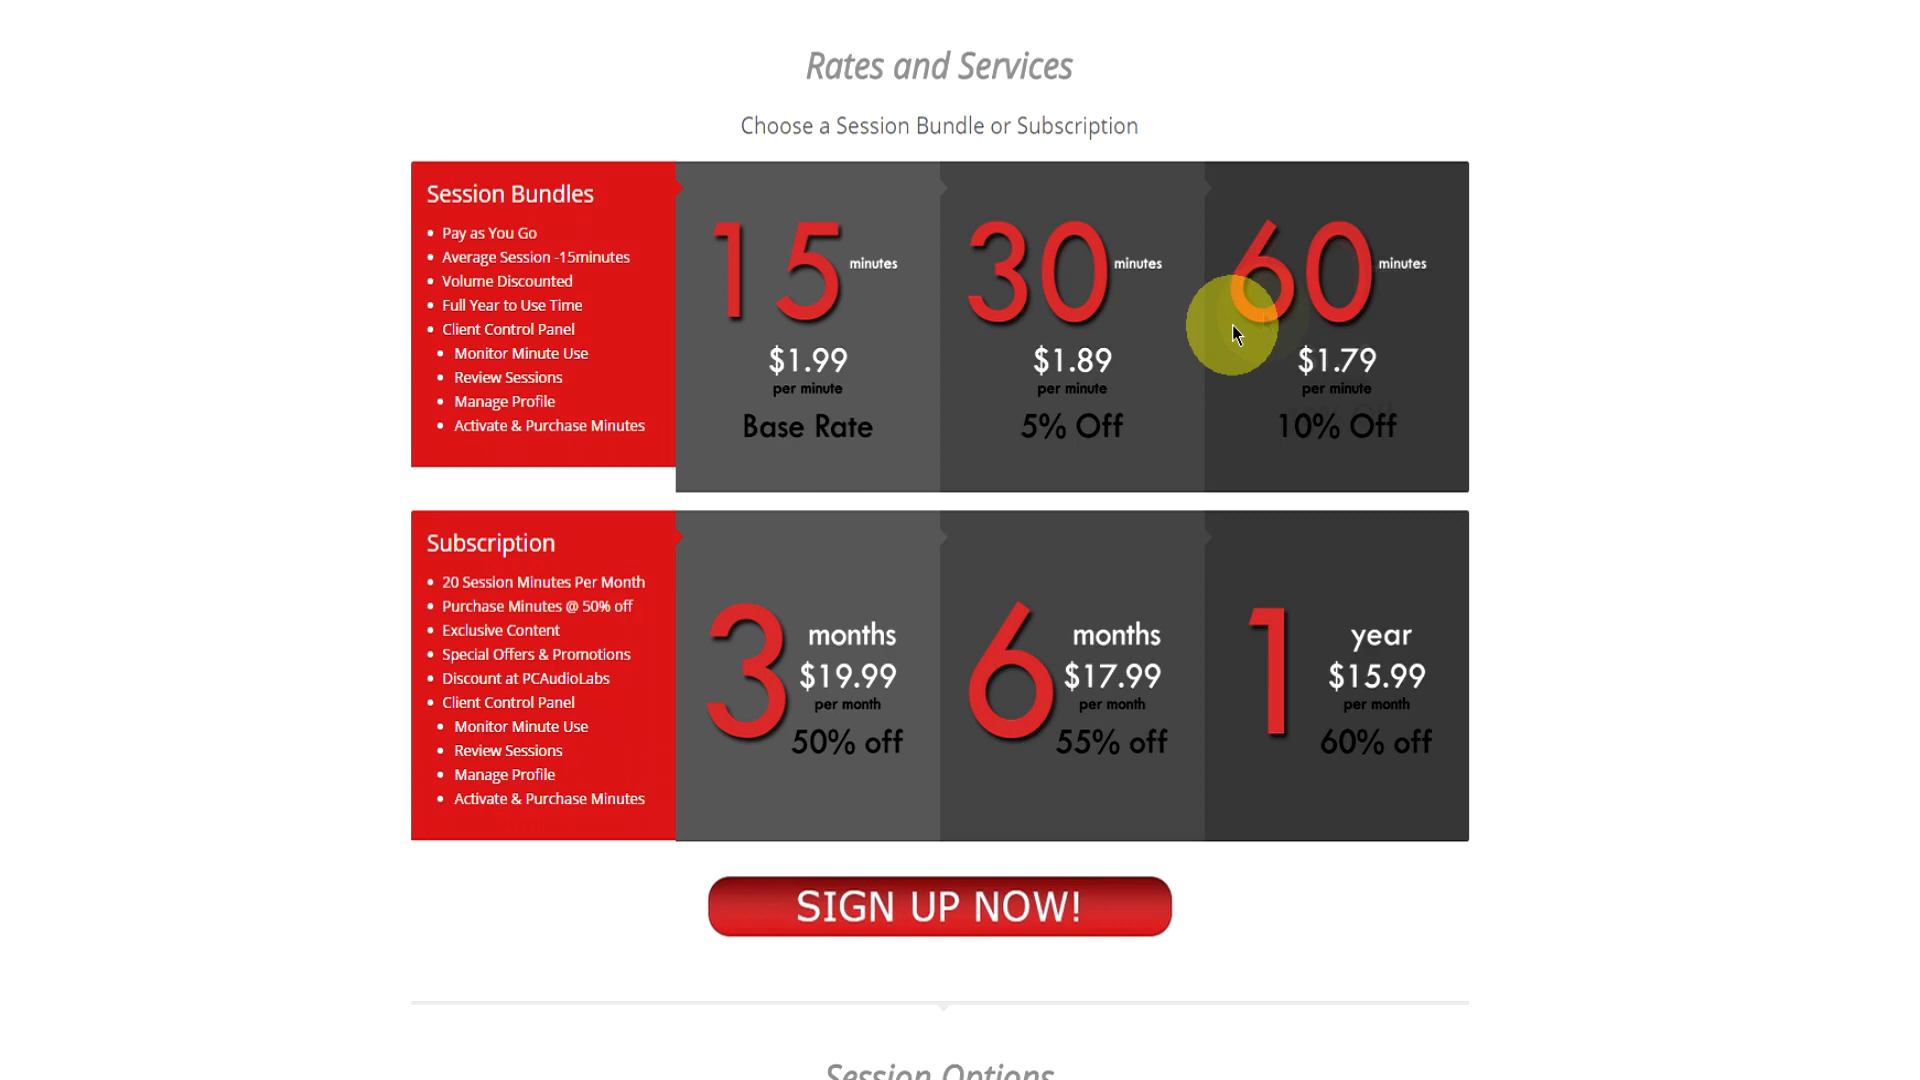 Rates and Services
Choose a Session Bundle or Subscription
Session Bundles
Pay as You Go
Average Session -15minutes
Volume Discounted
Full Year to Use Time
Client Control Panel
Monitor Minute Use
Review Sessions
Manage Profile
Activate & Purchase Minutes
15 minutes
$1.99
per minute
Base Rate
30 minutes
$1.89
per minute
5% Off
60 minutes
$1.79
per minute
10% Off
Subscription
20 Session Minutes Per Month
Purchase Minutes @ 50% off
Exclusive Content
Special Offers & Promotions
Discount at PCAudioLabs
Client Control Panel
Monitor Minute Use
Review Sessions
Manage Profile
Activate & Purchase Minutes
3 months
$19.99
per month
50% off
6 months
$17.99
per month
55% off
1 year
$15.99
per month
60% off
SIGN UP NOW!
Session Options